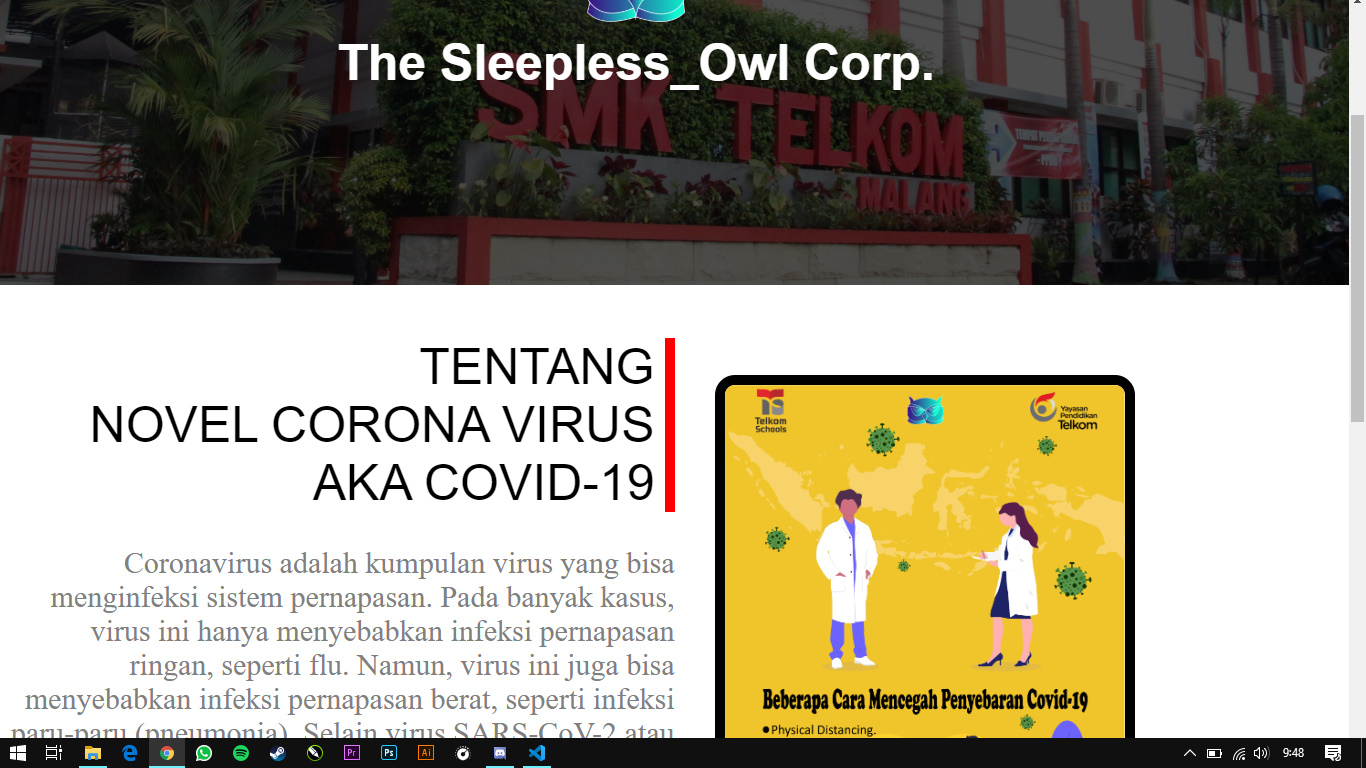 The Sleepless_Owl Corp.
SMK TELKOM
MALANG
TENTANG
NOVEL CORONA VIRUS
AKA COVID-19
Coronavirus adalah kumpulan virus yang bisa
menginfeksi sistem pernapasan. Pada banyak kasus,
virus ini hanya menyebabkan infeksi pernapasan
ringan, seperti flu. Namun, virus ini juga bisa
menyebabkan infeksi pernapasan berat, seperti infeksi
paru-paru (pneumonia). Selain virus SARS-CoV-2 atau
Telkom
Schools
Yayasan
Pendidikan
Telkom
Beberapa Cara Mencegah Penyebaran Covid-19
• Physical Distancing.
Pr
Ps
Ai
9:48